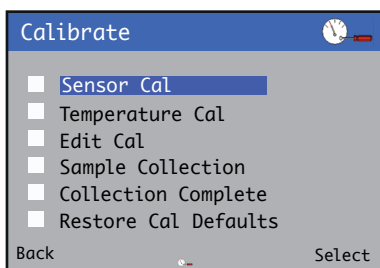 Calibrate
Sensor Cal
Temperature Cal
Edit Cal
Sample Collection
Collection Complete
Restore Cal Defaults
Back Select